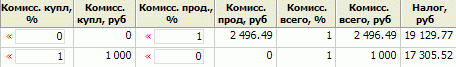 Комисс. купл, % Комисс. купл, руб Комисс. прод., % Комисс. прод, руб Комисс. всего, % Комисс. всего, руб Налог, руб
« 0 0 « 1 2 496.49 1 2 496.49 19 129.77
« 1 1 000 « 0 0 1 1 000 17 305.52